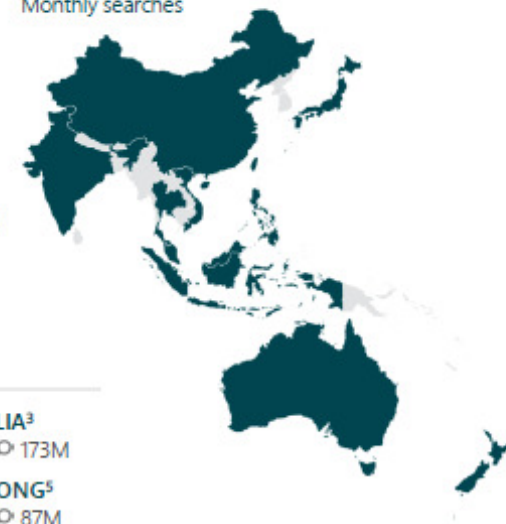 Monthly searches
LIA³
173M
ONG⁵
87M